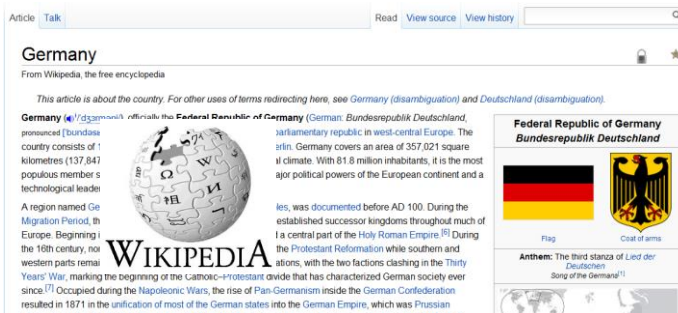 Article Talk Read View source View history
Germany
From Wikipedia, the free encyclopedia
This article is about the country. For other uses of terms redirecting here, see Germany (disambiguation) and Deutschland (disambiguation).
Germany officially the Federal Republic of Germany (German: Bundesrepublik Deutschland,
pronounced parliamentary republic in west-central Europe. The
country consists of Germany covers an area of 357,021 square
kilometres (137,847 climate. With 81.8 million inhabitants, it is the most
populous member major political powers of the European continent and a
technological leader
A region named was documented before AD 100. During the
Migration Period, established successor kingdoms throughout much of
Europe. Beginning a central part of the Holy Roman Empire.[6] During
the 16th century, the Protestant Reformation while southern and
western parts with the two factions clashing in the Thirty
Years' War, marking the beginning of the Catholic–Protestant divide that has characterized German society ever
since.[7] Occupied during the Napoleonic Wars, the rise of Pan-Germanism inside the German Confederation
resulted in 1871 in the unification of most of the German states into the German Empire, which was Prussian
WIKIPEDIA
Federal Republic of Germany
Bundesrepublik Deutschland
Flag Coat of arms
Anthem: The third stanza of Lied der
Deutschen
Song of the Germans[1]